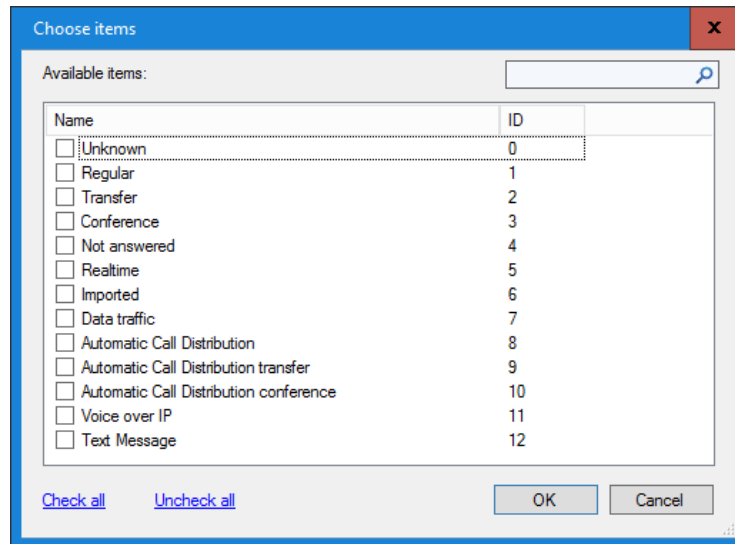 Choose items
x
Available items:
Name ID
Unknown 0
Regular 1
Transfer 2
Conference 3
Not answered 4
Realtime 5
Imported 6
Data traffic 7
Automatic Call Distribution 8
Automatic Call Distribution transfer 9
Automatic Call Distribution conference 10
Voice over IP 11
Text Message 12
Check all Uncheck all OK Cancel